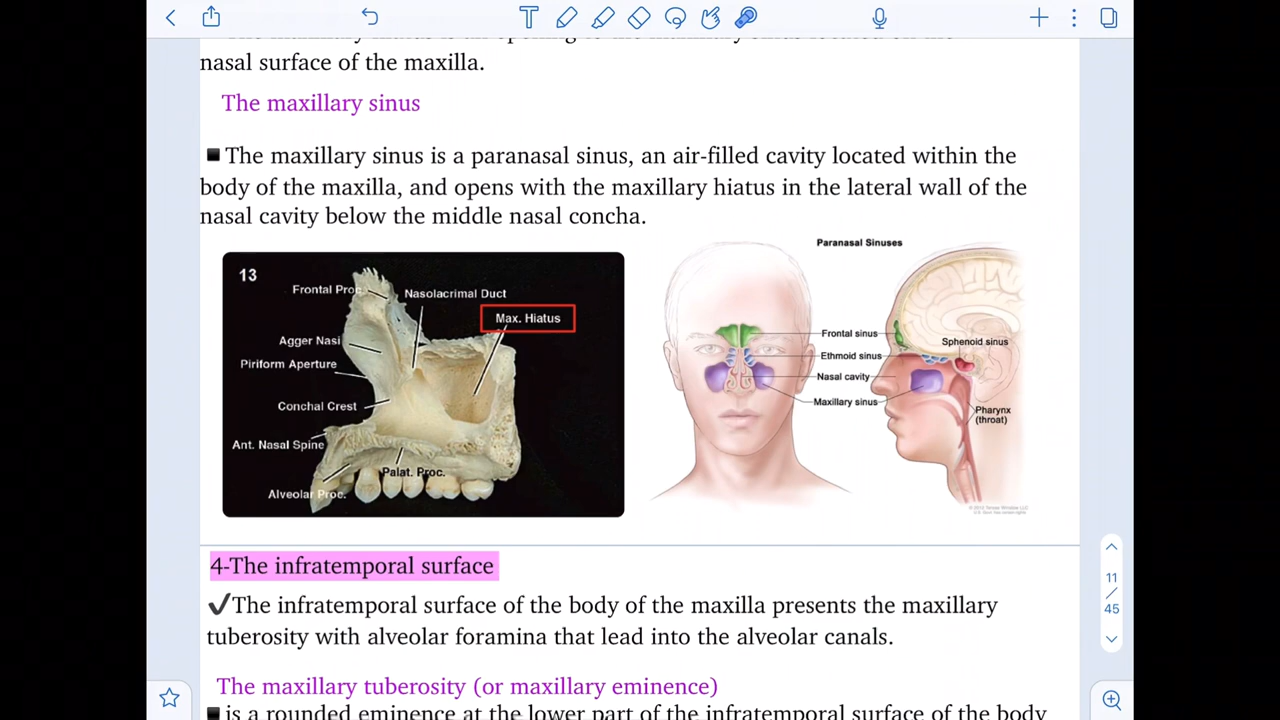 nasal surface of the maxilla.
The maxillary sinus
The maxillary sinus is a paranasal sinus, an air-filled cavity located within the
body of the maxilla, and opens with the maxillary hiatus in the lateral wall of the
nasal cavity below the middle nasal concha.
13
Frontal Proc
Nasolacrimal Duct
Max. Hiatus
Agger Nasi
Piriform Aperture
Conchal Crest
Ant. Nasal Spine
Palat. Proc.
Alveolar Proc.
Paranasal Sinuses
Frontal sinus
Sphenoid sinus
Ethmoid sinus
Nasal cavity
Maxillary sinus
Pharynx
(throat)
4-The infratemporal surface
✓The infratemporal surface of the body of the maxilla presents the maxillary
tuberosity with alveolar foramina that lead into the alveolar canals.
The maxillary tuberosity (or maxillary eminence)
is a rounded eminence at the lower part of the infratemporal surface of the body
11
/
45